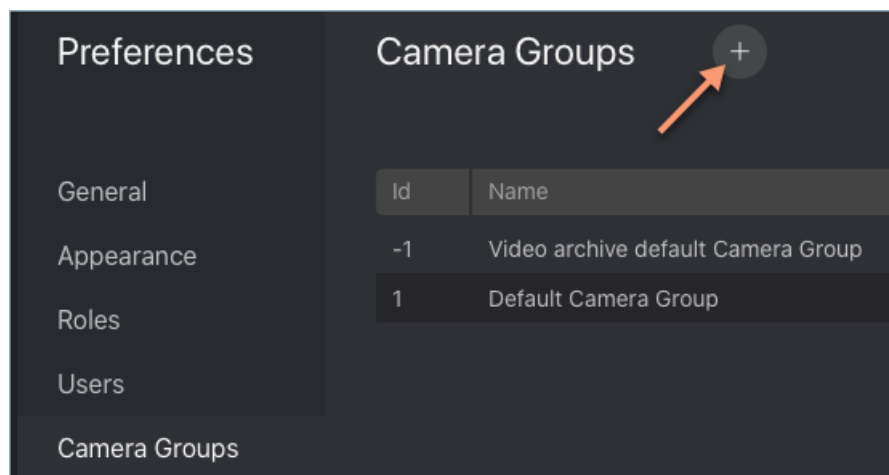 Preferences
Camera Groups
+
General
Appearance
Roles
Users
Camera Groups
Id Name
-1 Video archive default Camera Group
1 Default Camera Group